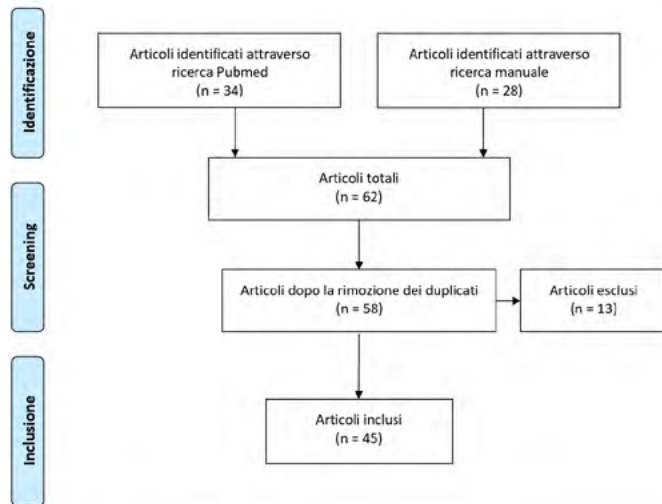 Identificazione
Articoli identificati attraverso
ricerca Pubmed
(n = 34)
Articoli identificati attraverso
ricerca manuale
(n = 28)
Articoli totali
(n = 62)
Screening
Articoli dopo la rimozione dei duplicati
(n = 58)
Articoli esclusi
(n = 13)
Inclusione
Articoli inclusi
(n = 45)